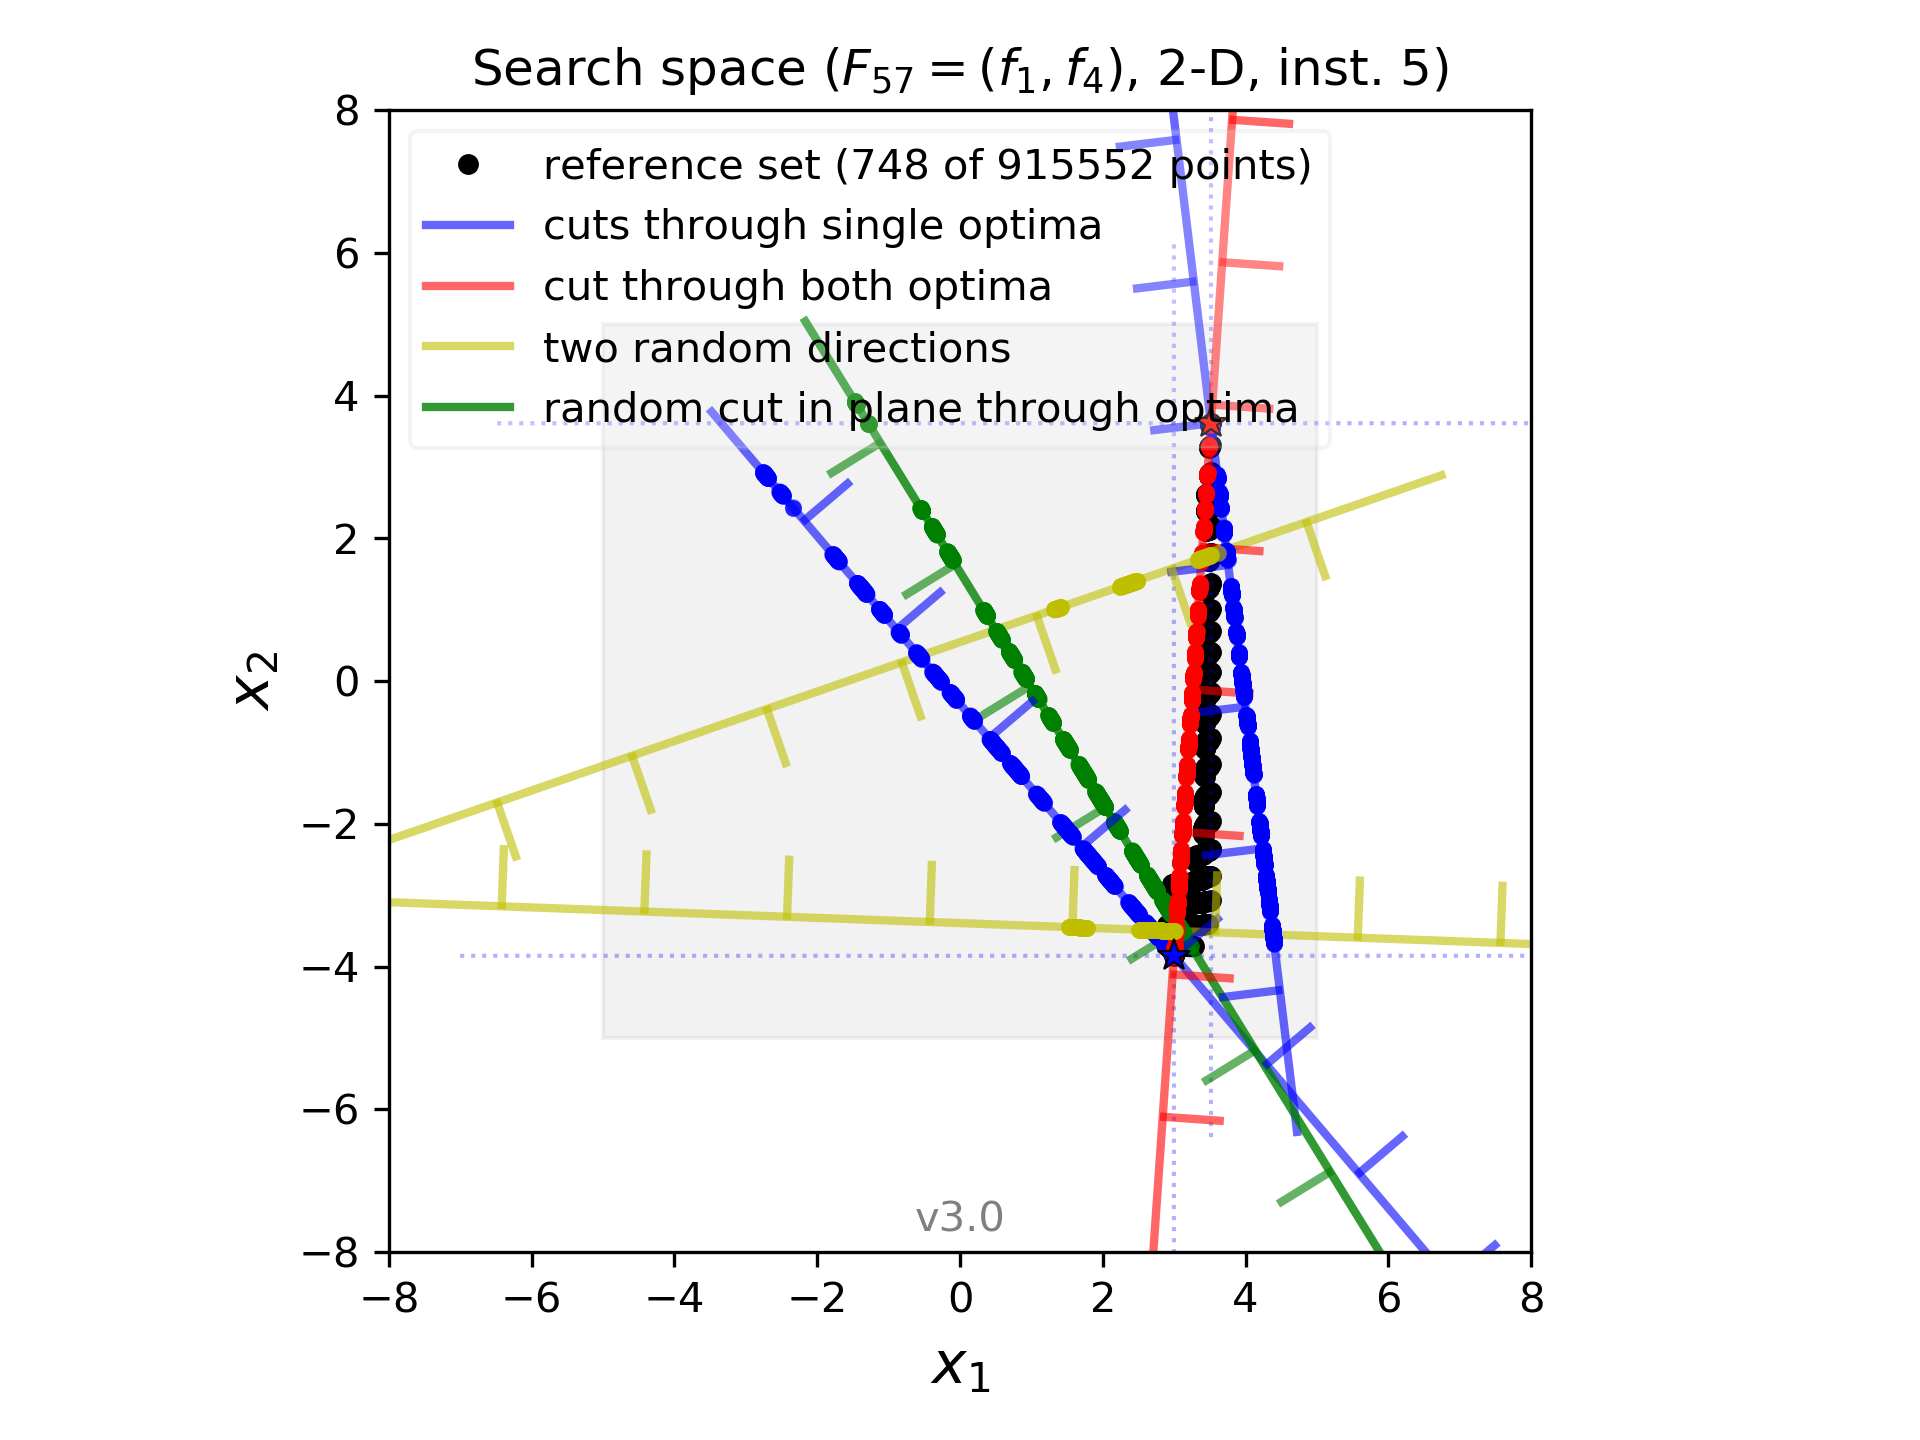 Search space (F₅₇ = (f₁, f₄), 2-D, inst. 5)
reference set (748 of 915552 points)
cuts through single optima
cut through both optima
two random directions
random cut in plane through optima
8
6
4
2
0
−2
−4
−6
−8
x₂
v3.0
−8 −6 −4 −2 0 2 4 6 8
x₁